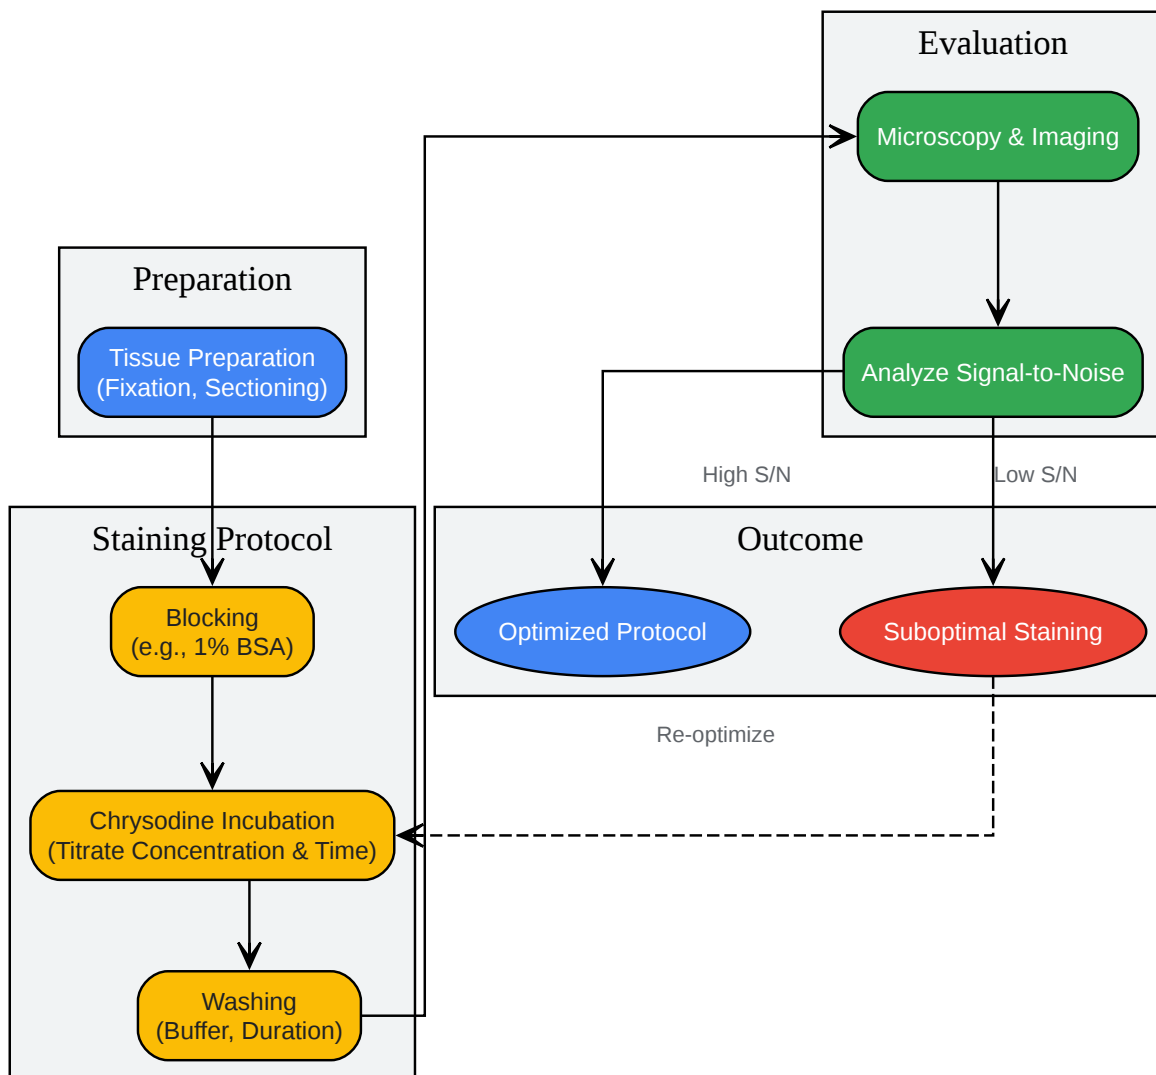 Evaluation
Microscopy & Imaging
Preparation
Tissue Preparation
(Fixation, Sectioning)
Analyze Signal-to-Noise
High S/N
Low S/N
Staining Protocol
Outcome
Blocking
(e.g., 1% BSA)
Optimized Protocol
Suboptimal Staining
Re-optimize
Chrysodine Incubation
(Titrate Concentration & Time)
Washing
(Buffer, Duration)